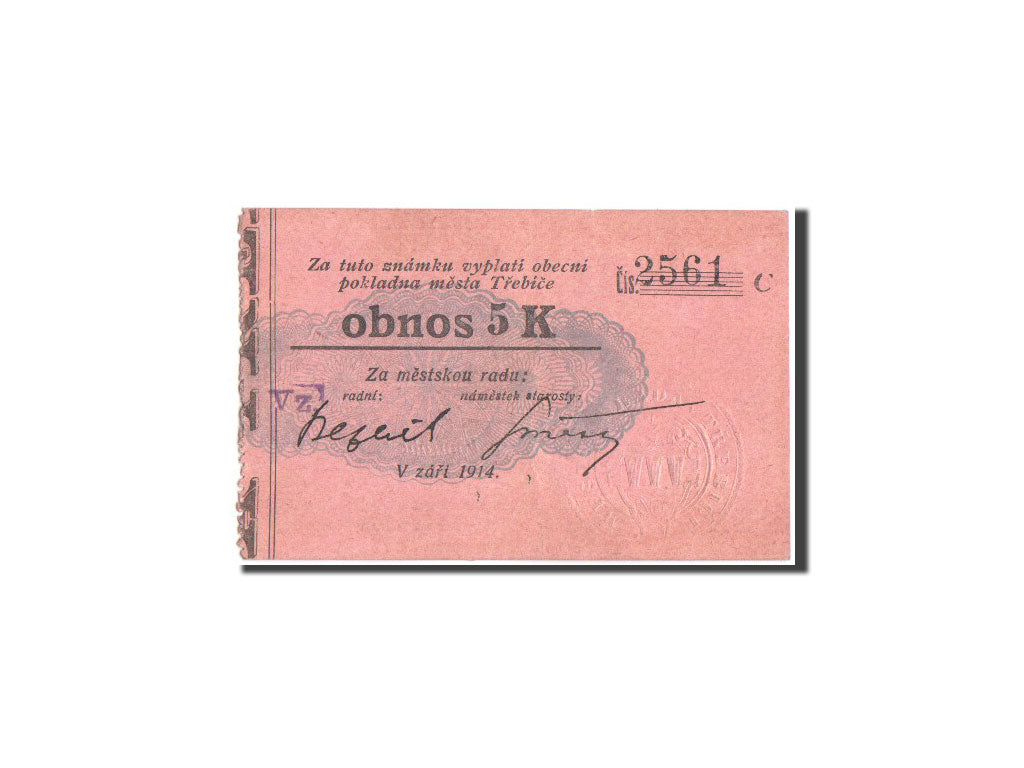 Za tuto známku vyplatí obecní
pokladna města Třebíče
čís. 2561 C
obnos 5 K
Za městskou radu:
radní: náměstek starosty:
Vz
V září 1914.